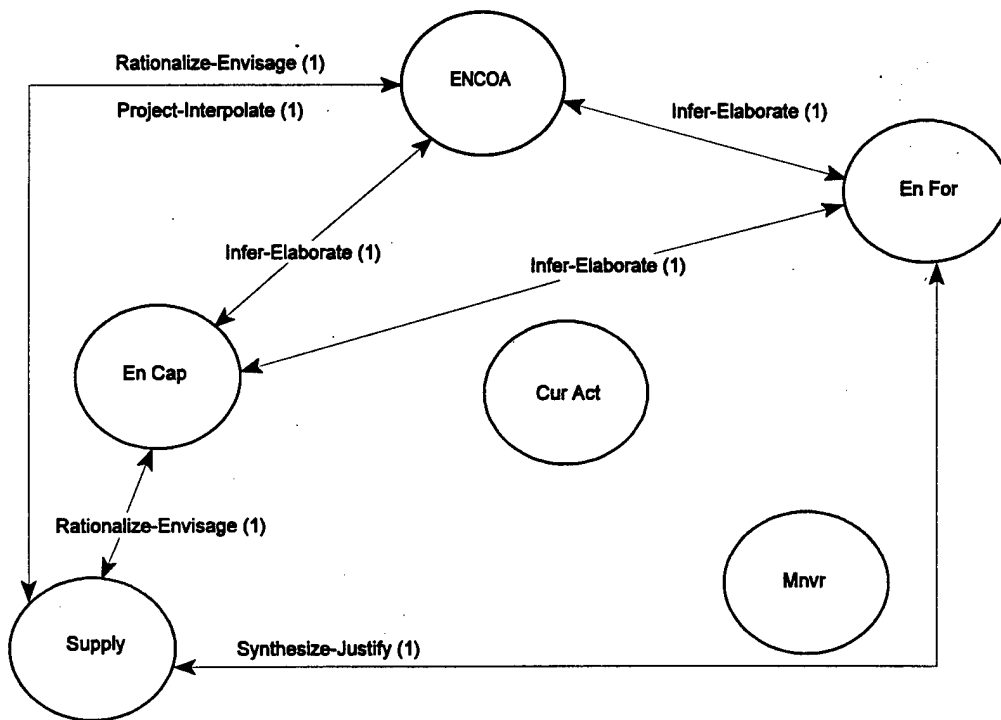 Rationalize-Envisage (1)
ENCOA
Project-Interpolate (1)
Infer-Elaborate (1)
En For
Infer-Elaborate (1)
Infer-Elaborate (1)
En Cap
Cur Act
Rationalize-Envisage (1)
Mnvr
Supply
Synthesize-Justify (1)